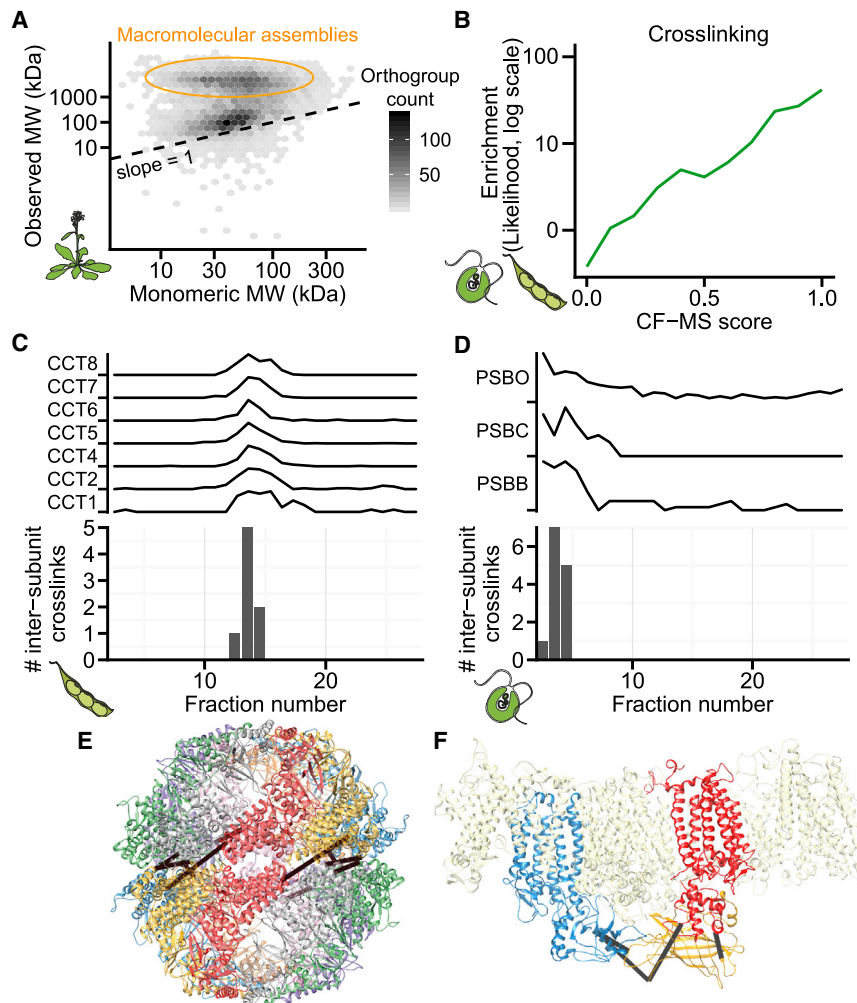 A
Macromolecular assemblies
Observed MW (kDa)
1000
100
10
slope = 1
10
30
100
300
Monomeric MW (kDa)
Orthogroup
count
100
50
B
Crosslinking
Enrichment
(Likelihood, log scale)
100
10
0
0.0
0.5
1.0
CF−MS score
C
CCT8
CCT7
CCT6
CCT5
CCT4
CCT2
CCT1
# inter−subunit
crosslinks
5
4
3
2
1
0
10
20
Fraction number
D
PSBO
PSBC
PSBB
# inter−subunit
crosslinks
6
4
2
0
10
20
Fraction number
E
F